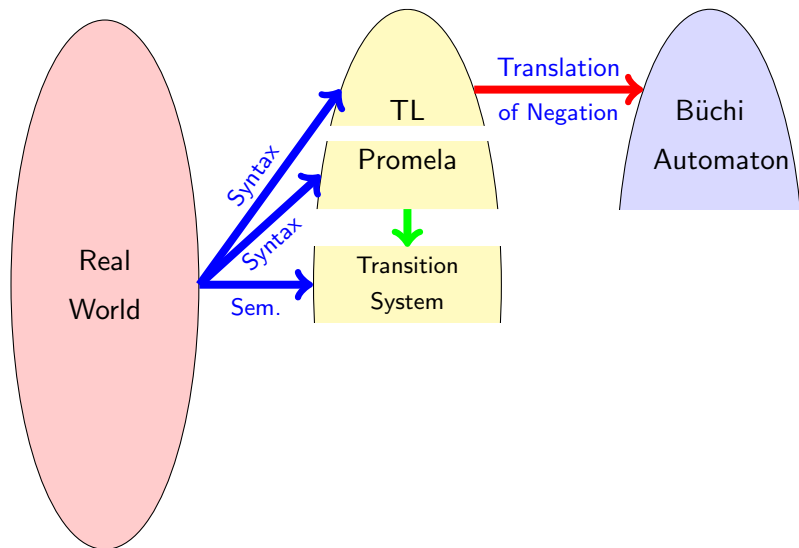 Real
World
Syntax
Syntax
Sem.
TL
Promela
Transition
System
Translation
of Negation
Büchi
Automaton